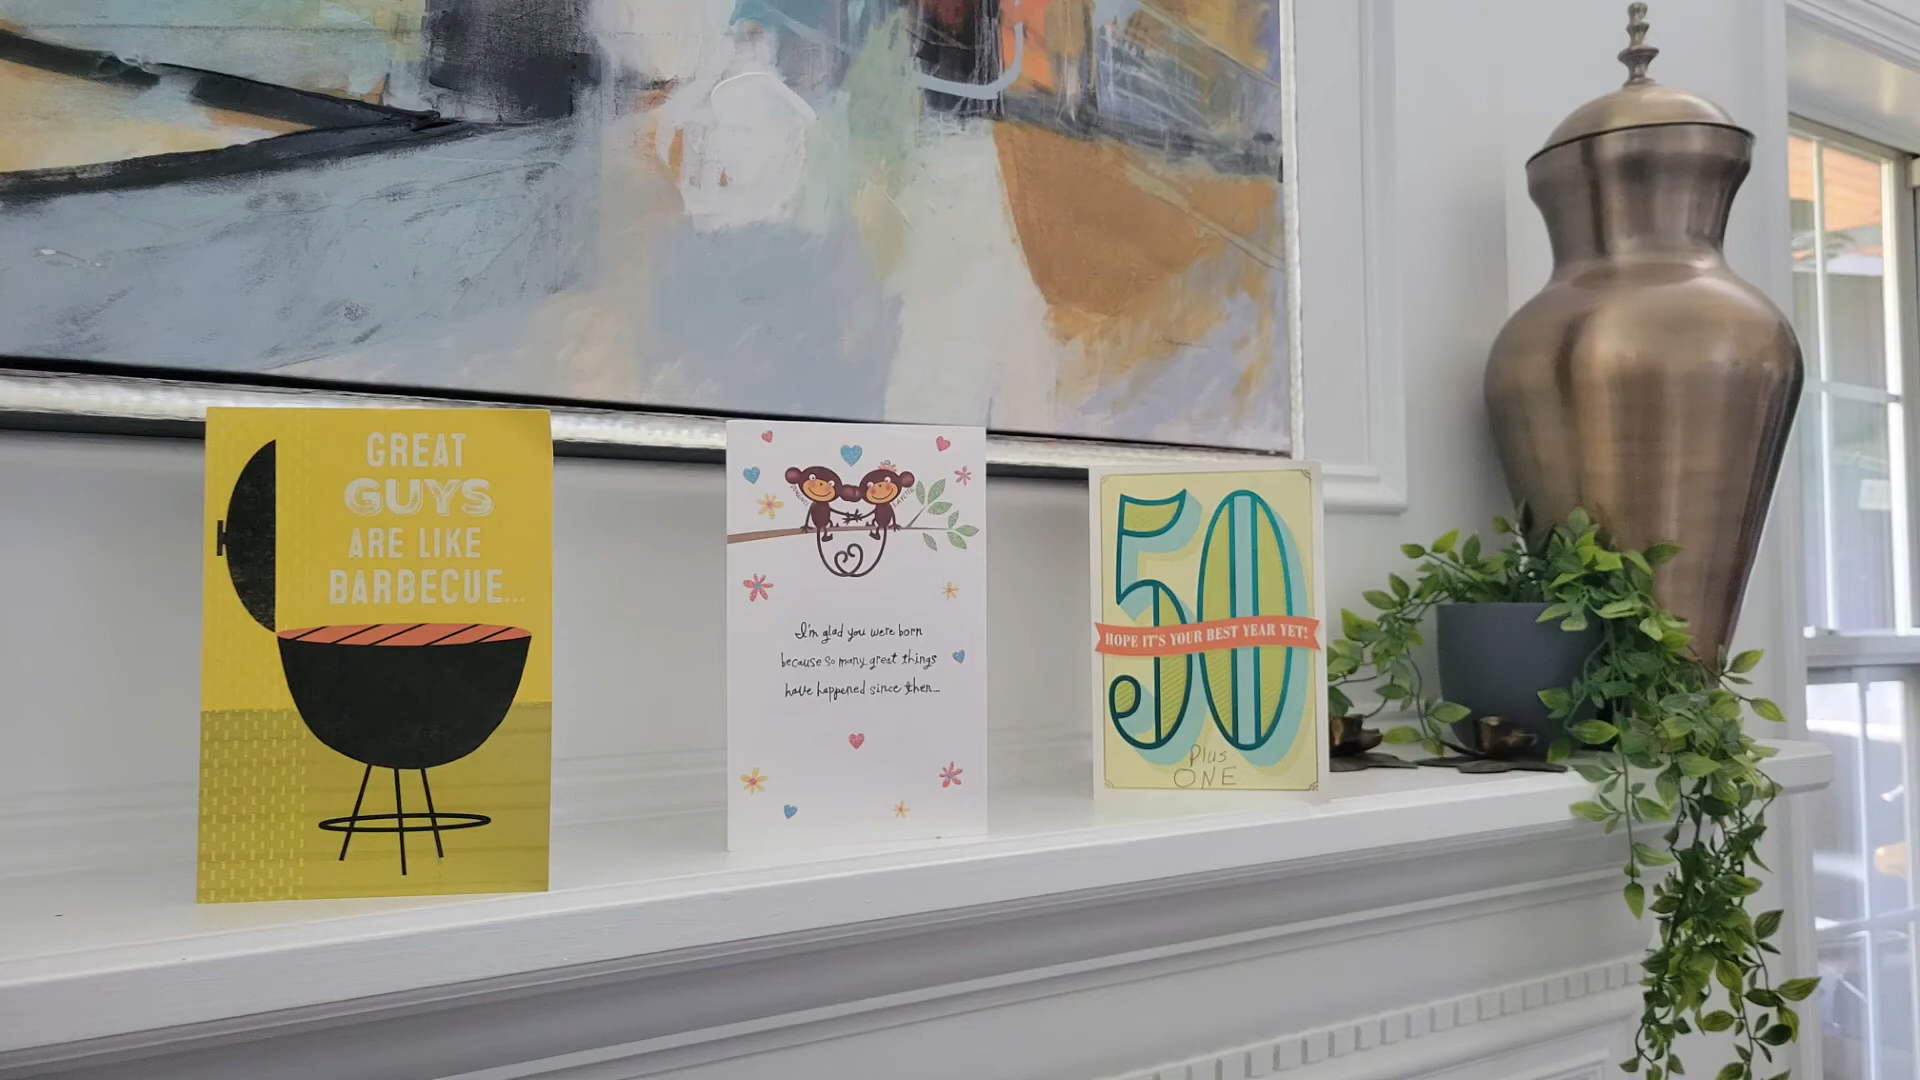 GREAT
GUYS
ARE LIKE
BARBECUE...
I'm glad you were born
because so many great things
have happened since then...
50
HOPE IT'S YOUR BEST YEAR YET!
Plus
ONE